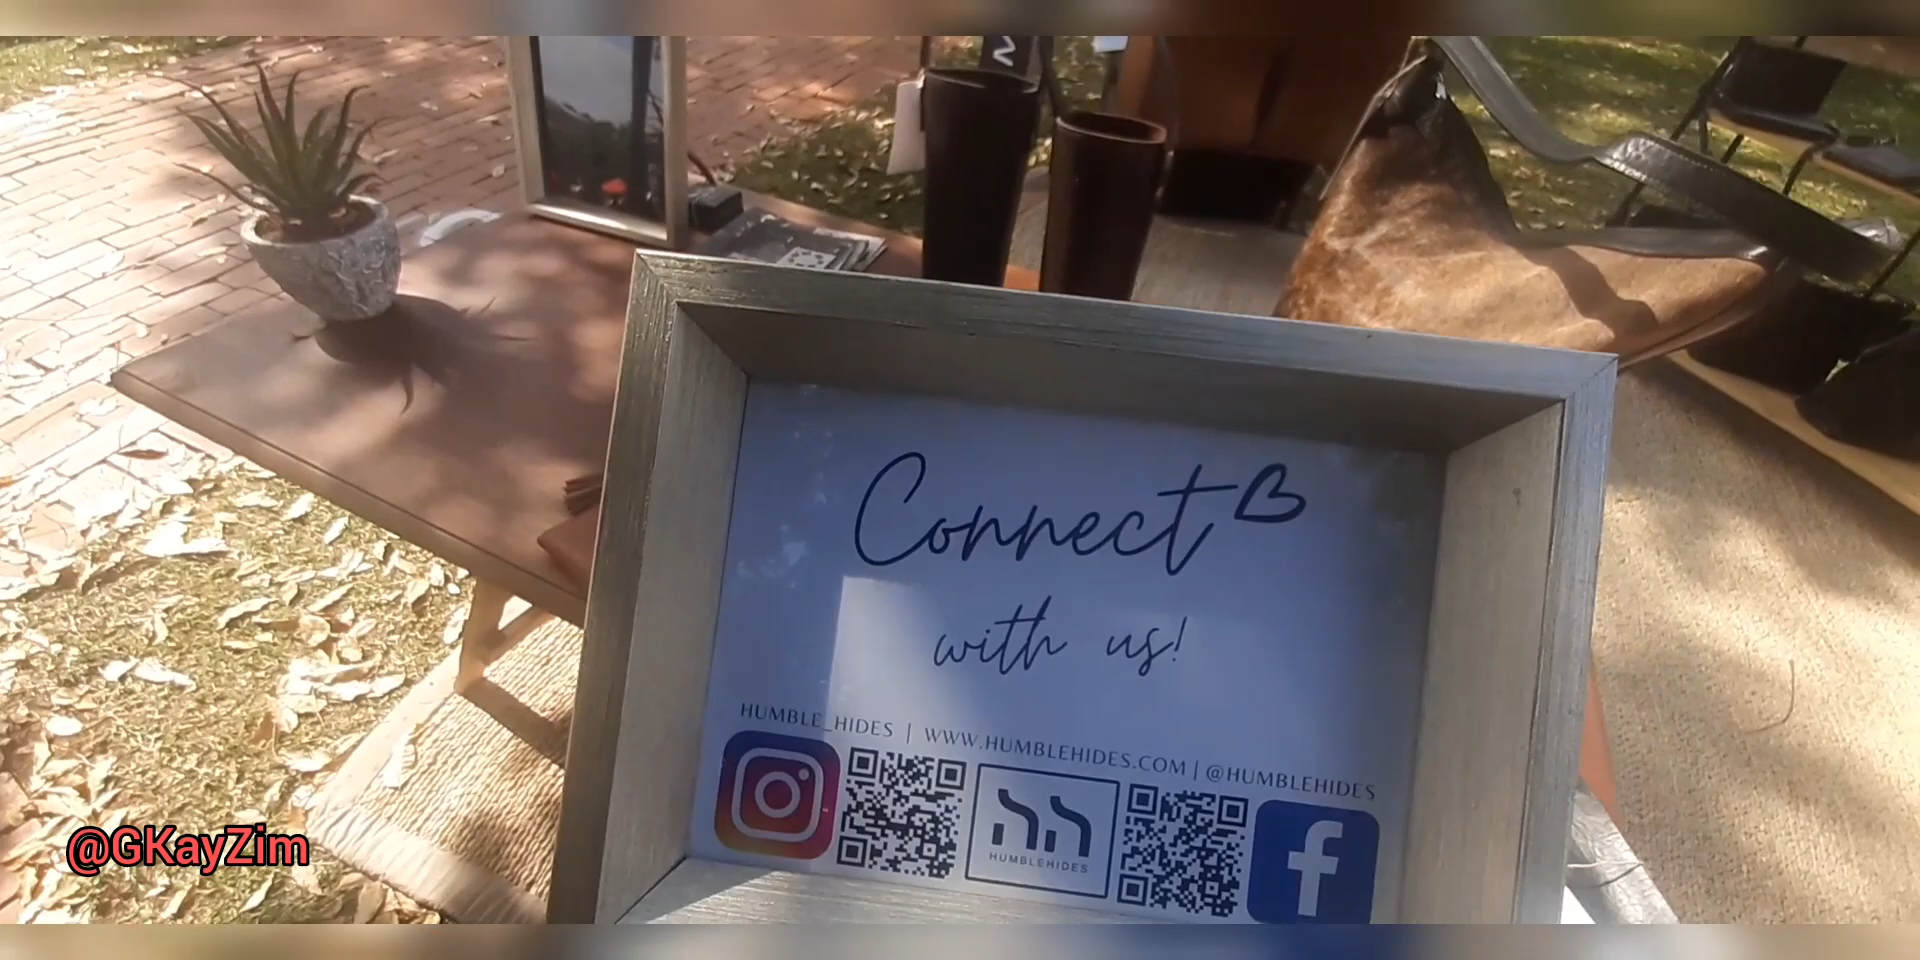 Connect
with us!
HUMBLE_HIDES | WWW.HUMBLEHIDES.COM | @HUMBLEHIDES
HUMBLEHIDES
@GKayZim